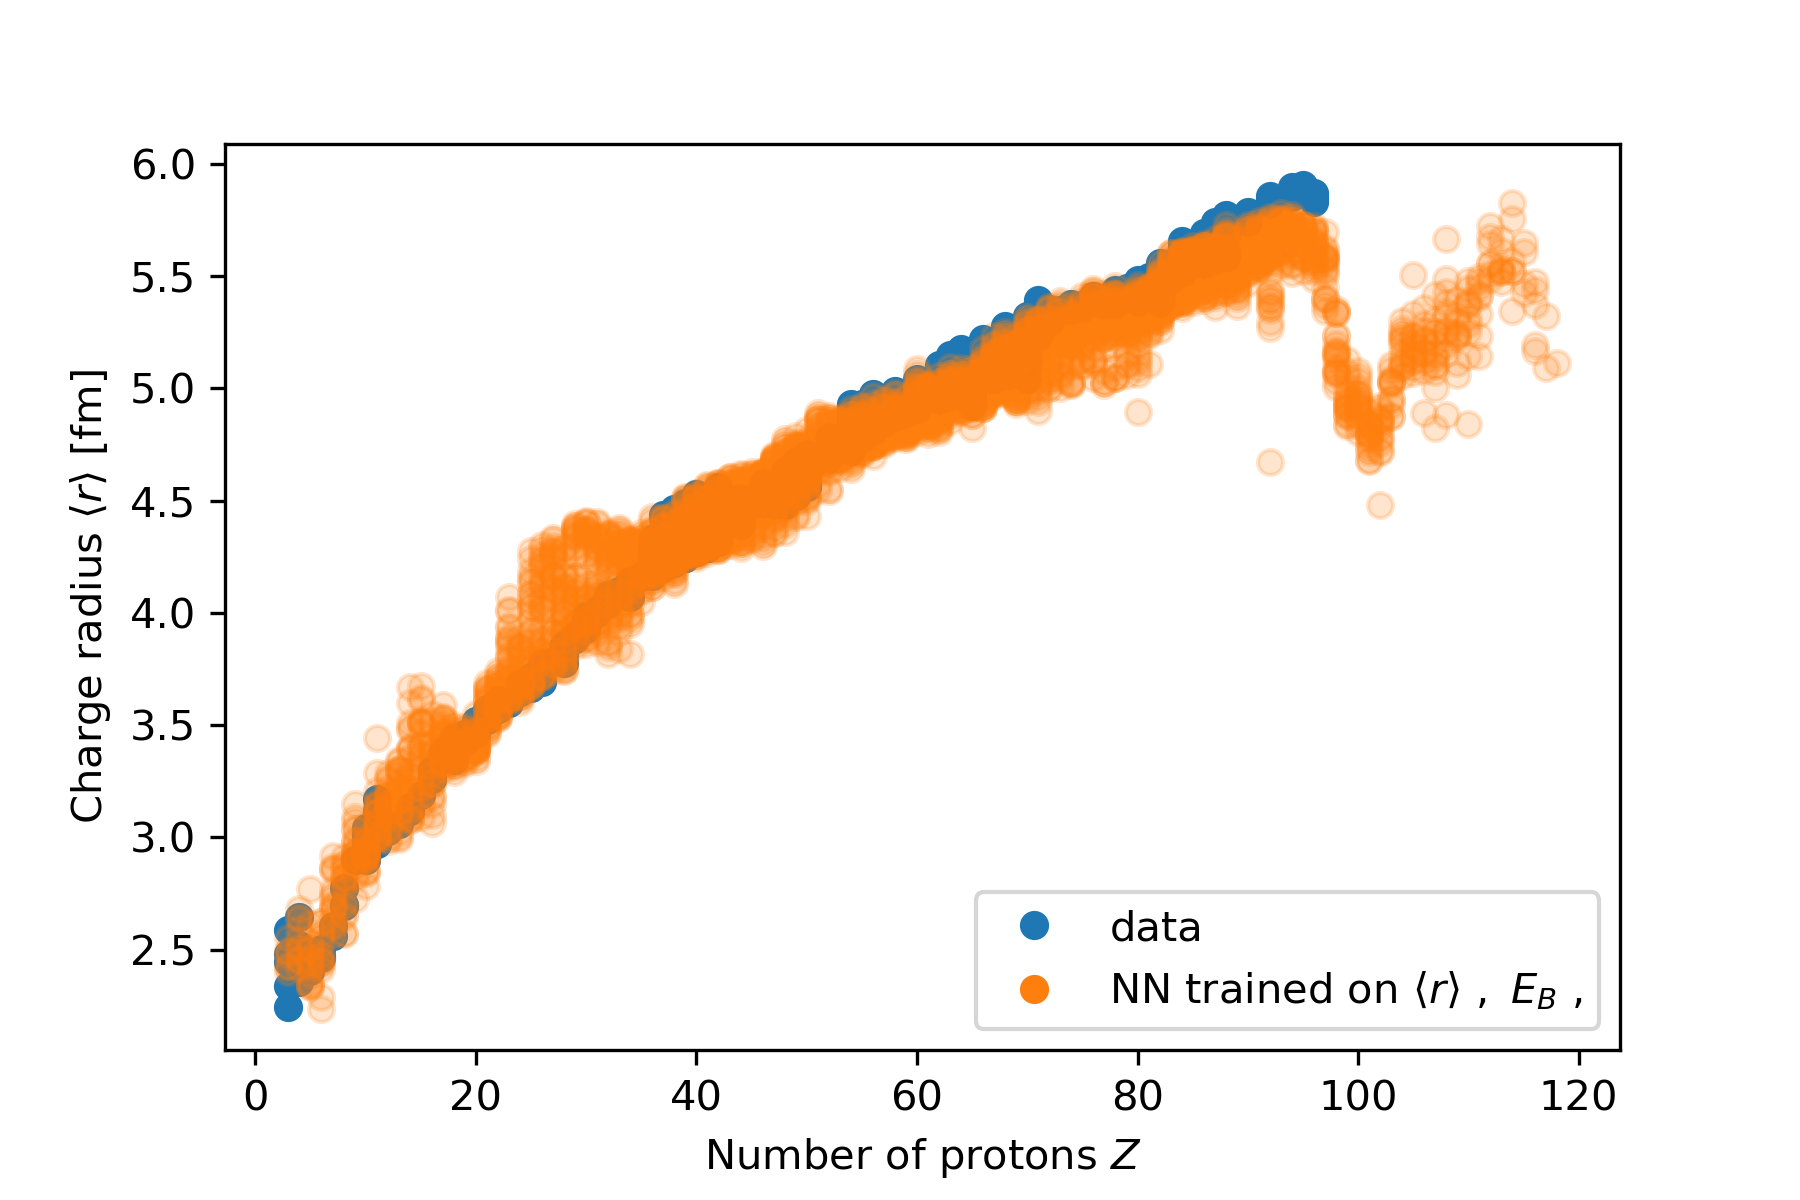 6.0
5.5
5.0
4.5
4.0
3.5
3.0
2.5
Charge radius ⟨r⟩ [fm]
data
NN trained on ⟨r⟩ , E_B ,
0 20 40 60 80 100 120
Number of protons Z